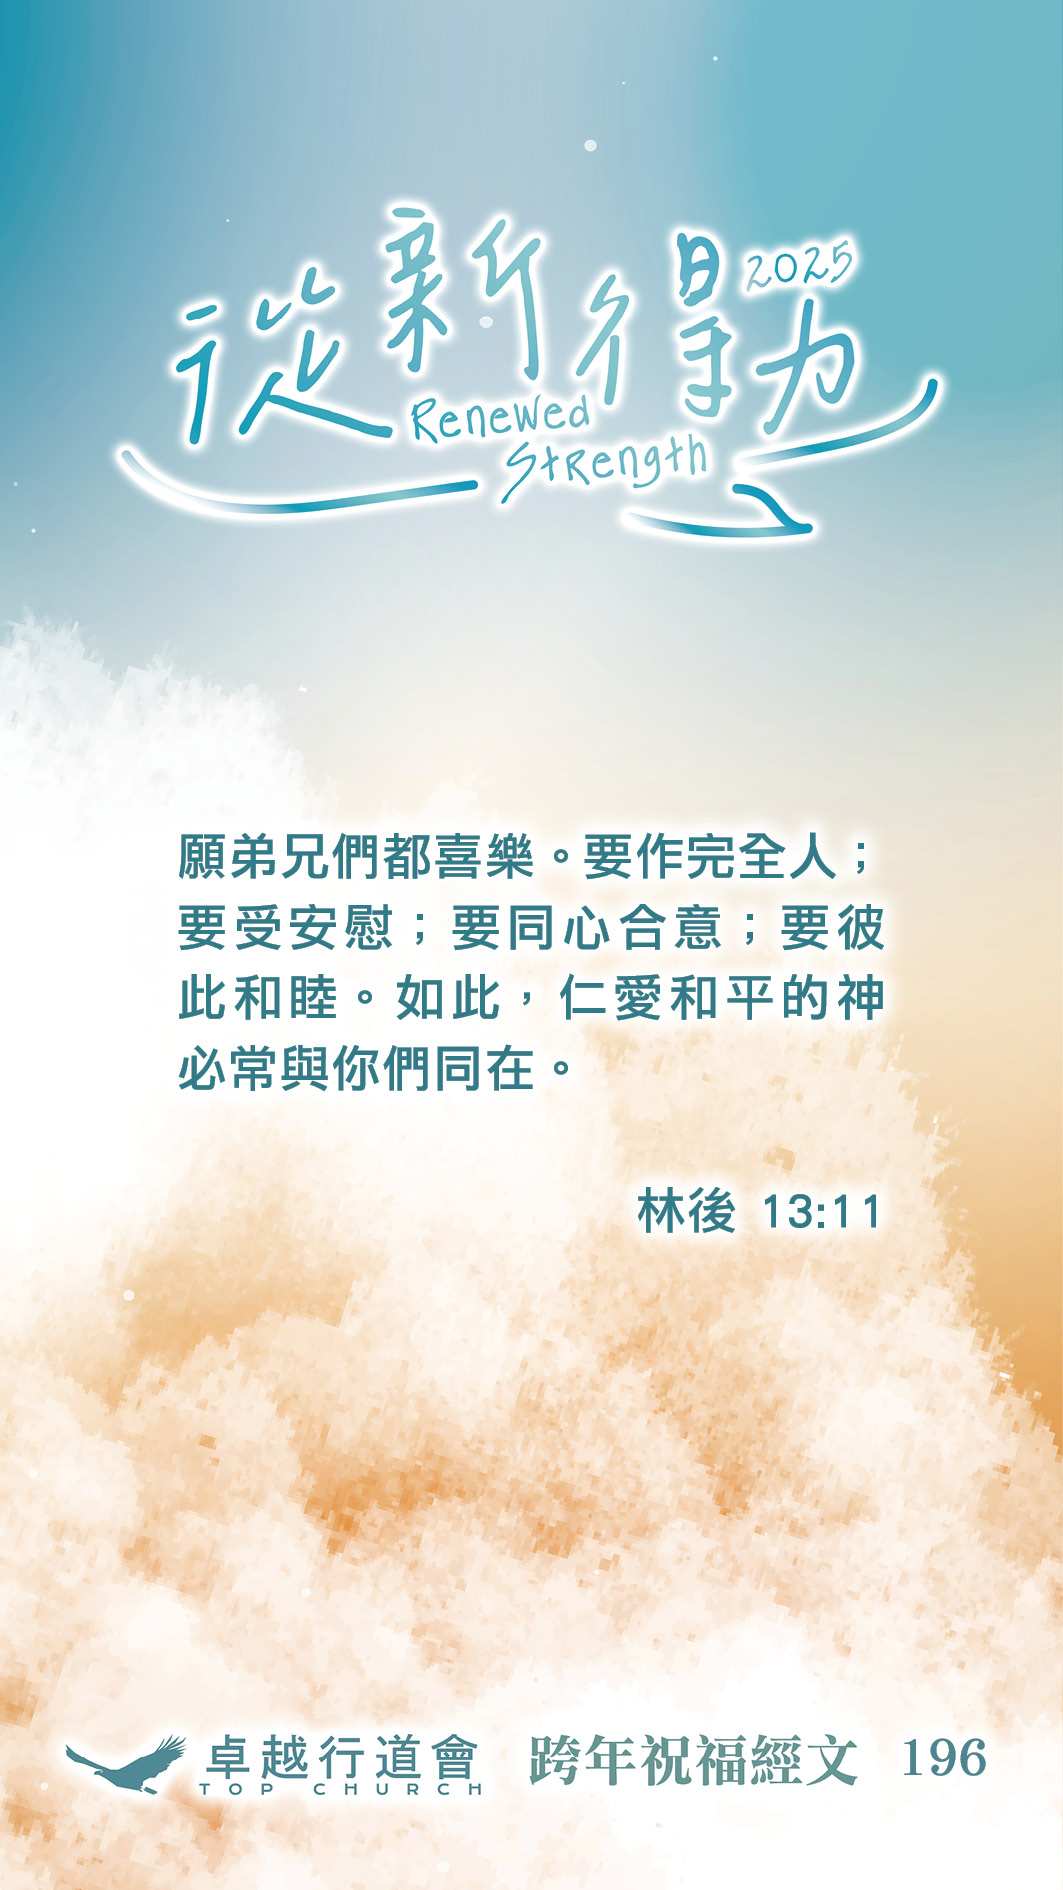 從新得力 2025
Renewed
Strength
願弟兄們都喜樂。要作完全人；
要受安慰；要同心合意；要彼
此和睦。如此，仁愛和平的神
必常與你們同在。
林後 13:11
卓越行道會
TOP CHURCH
跨年祝福經文 196